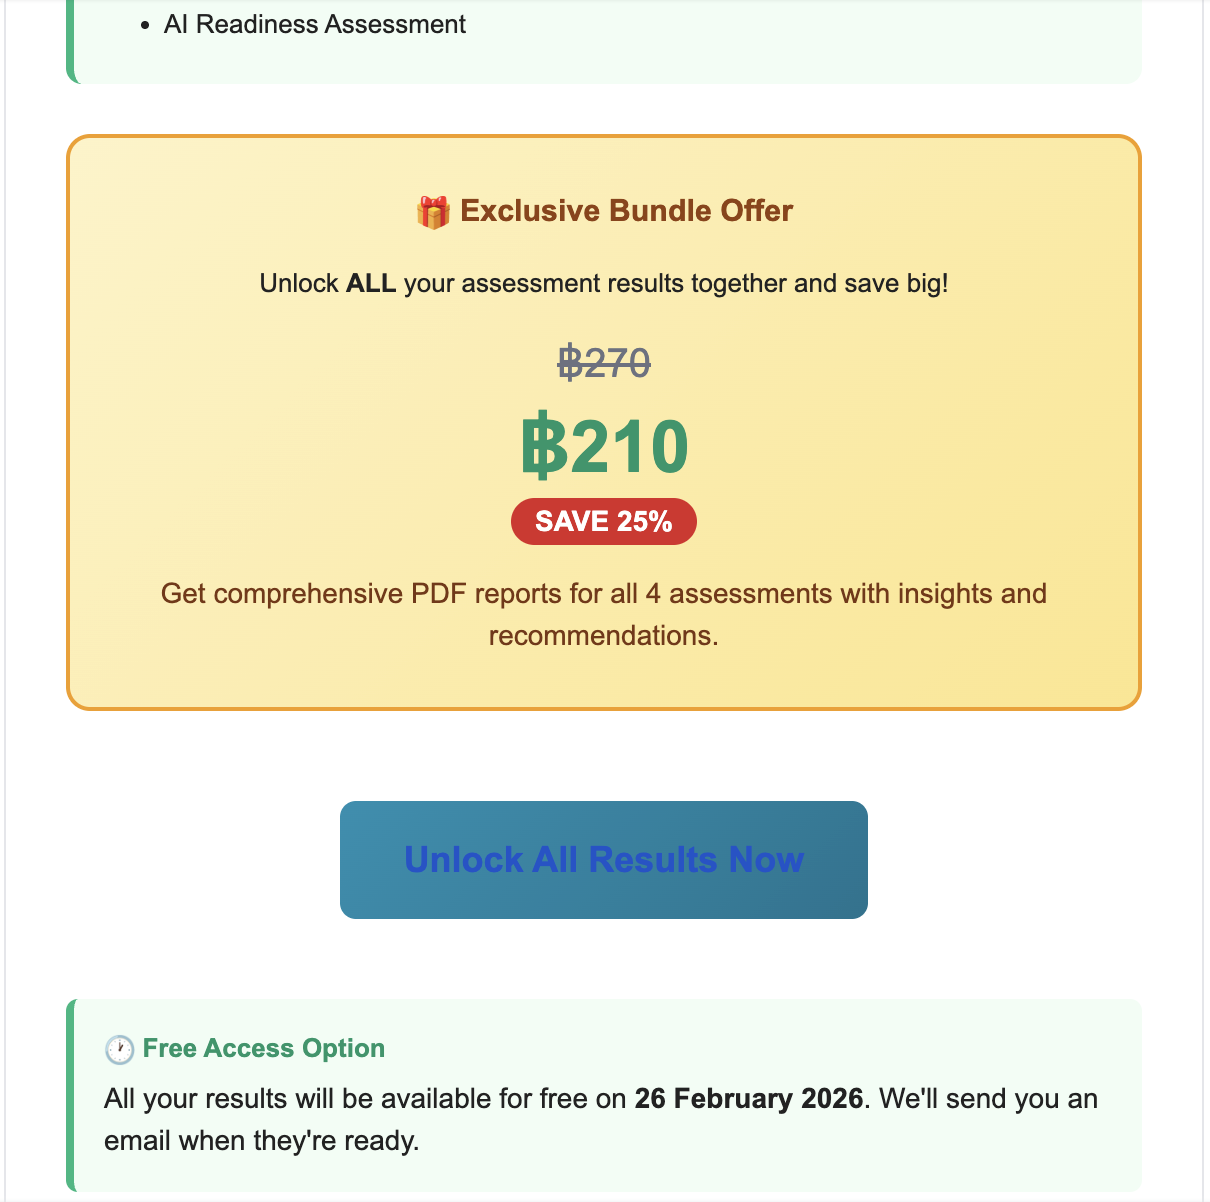 • AI Readiness Assessment
🎁 Exclusive Bundle Offer
Unlock ALL your assessment results together and save big!
฿270
฿210
SAVE 25%
Get comprehensive PDF reports for all 4 assessments with insights and
recommendations.
Unlock All Results Now
🕐 Free Access Option
All your results will be available for free on 26 February 2026. We'll send you an
email when they're ready.